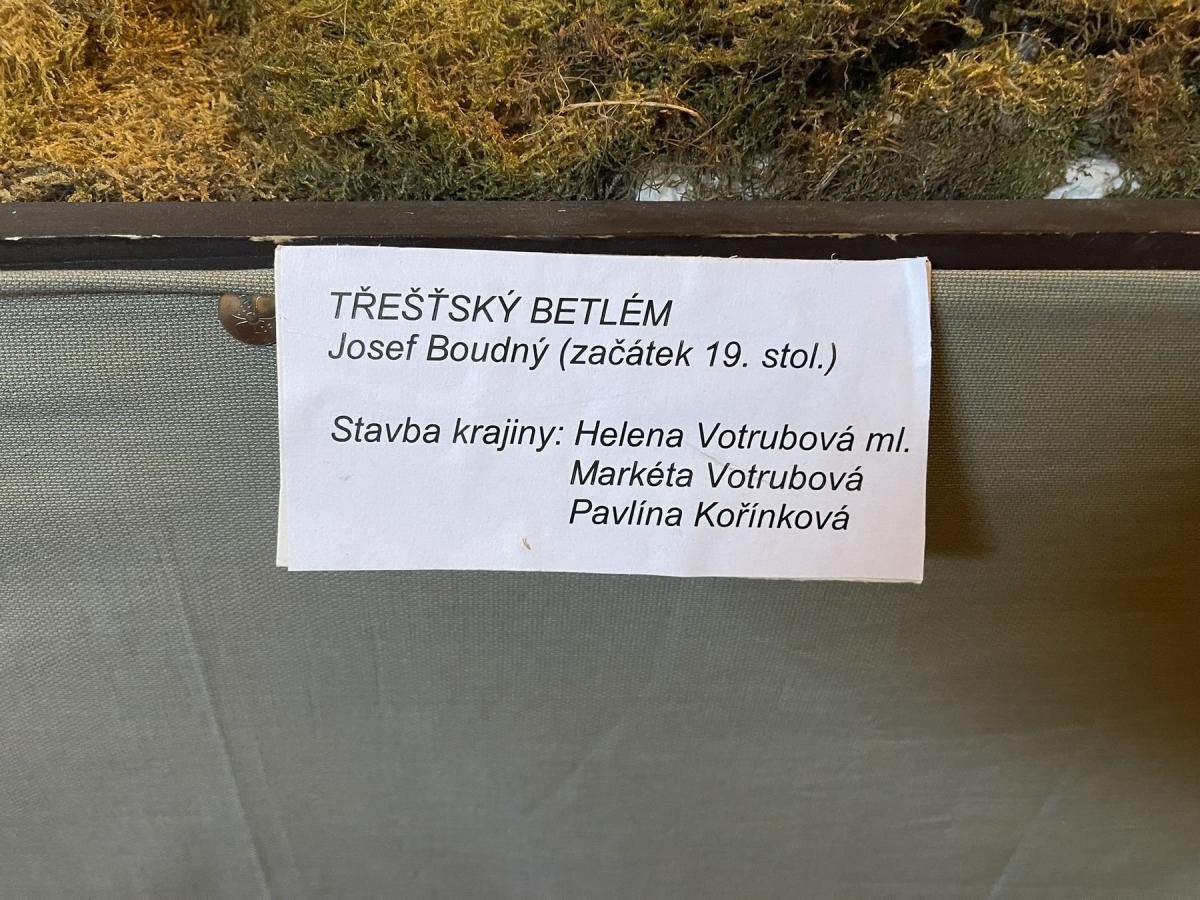 TŘEŠŤSKÝ BETLÉM
Josef Boudný (začátek 19. stol.)
Stavba krajiny: Helena Votrubová ml.
Markéta Votrubová
Pavlína Kořínková